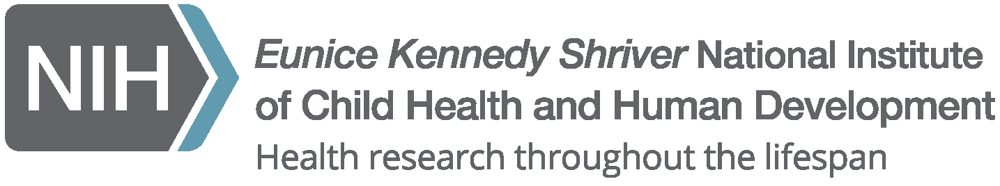 NIH
Eunice Kennedy Shriver National Institute
of Child Health and Human Development
Health research throughout the lifespan